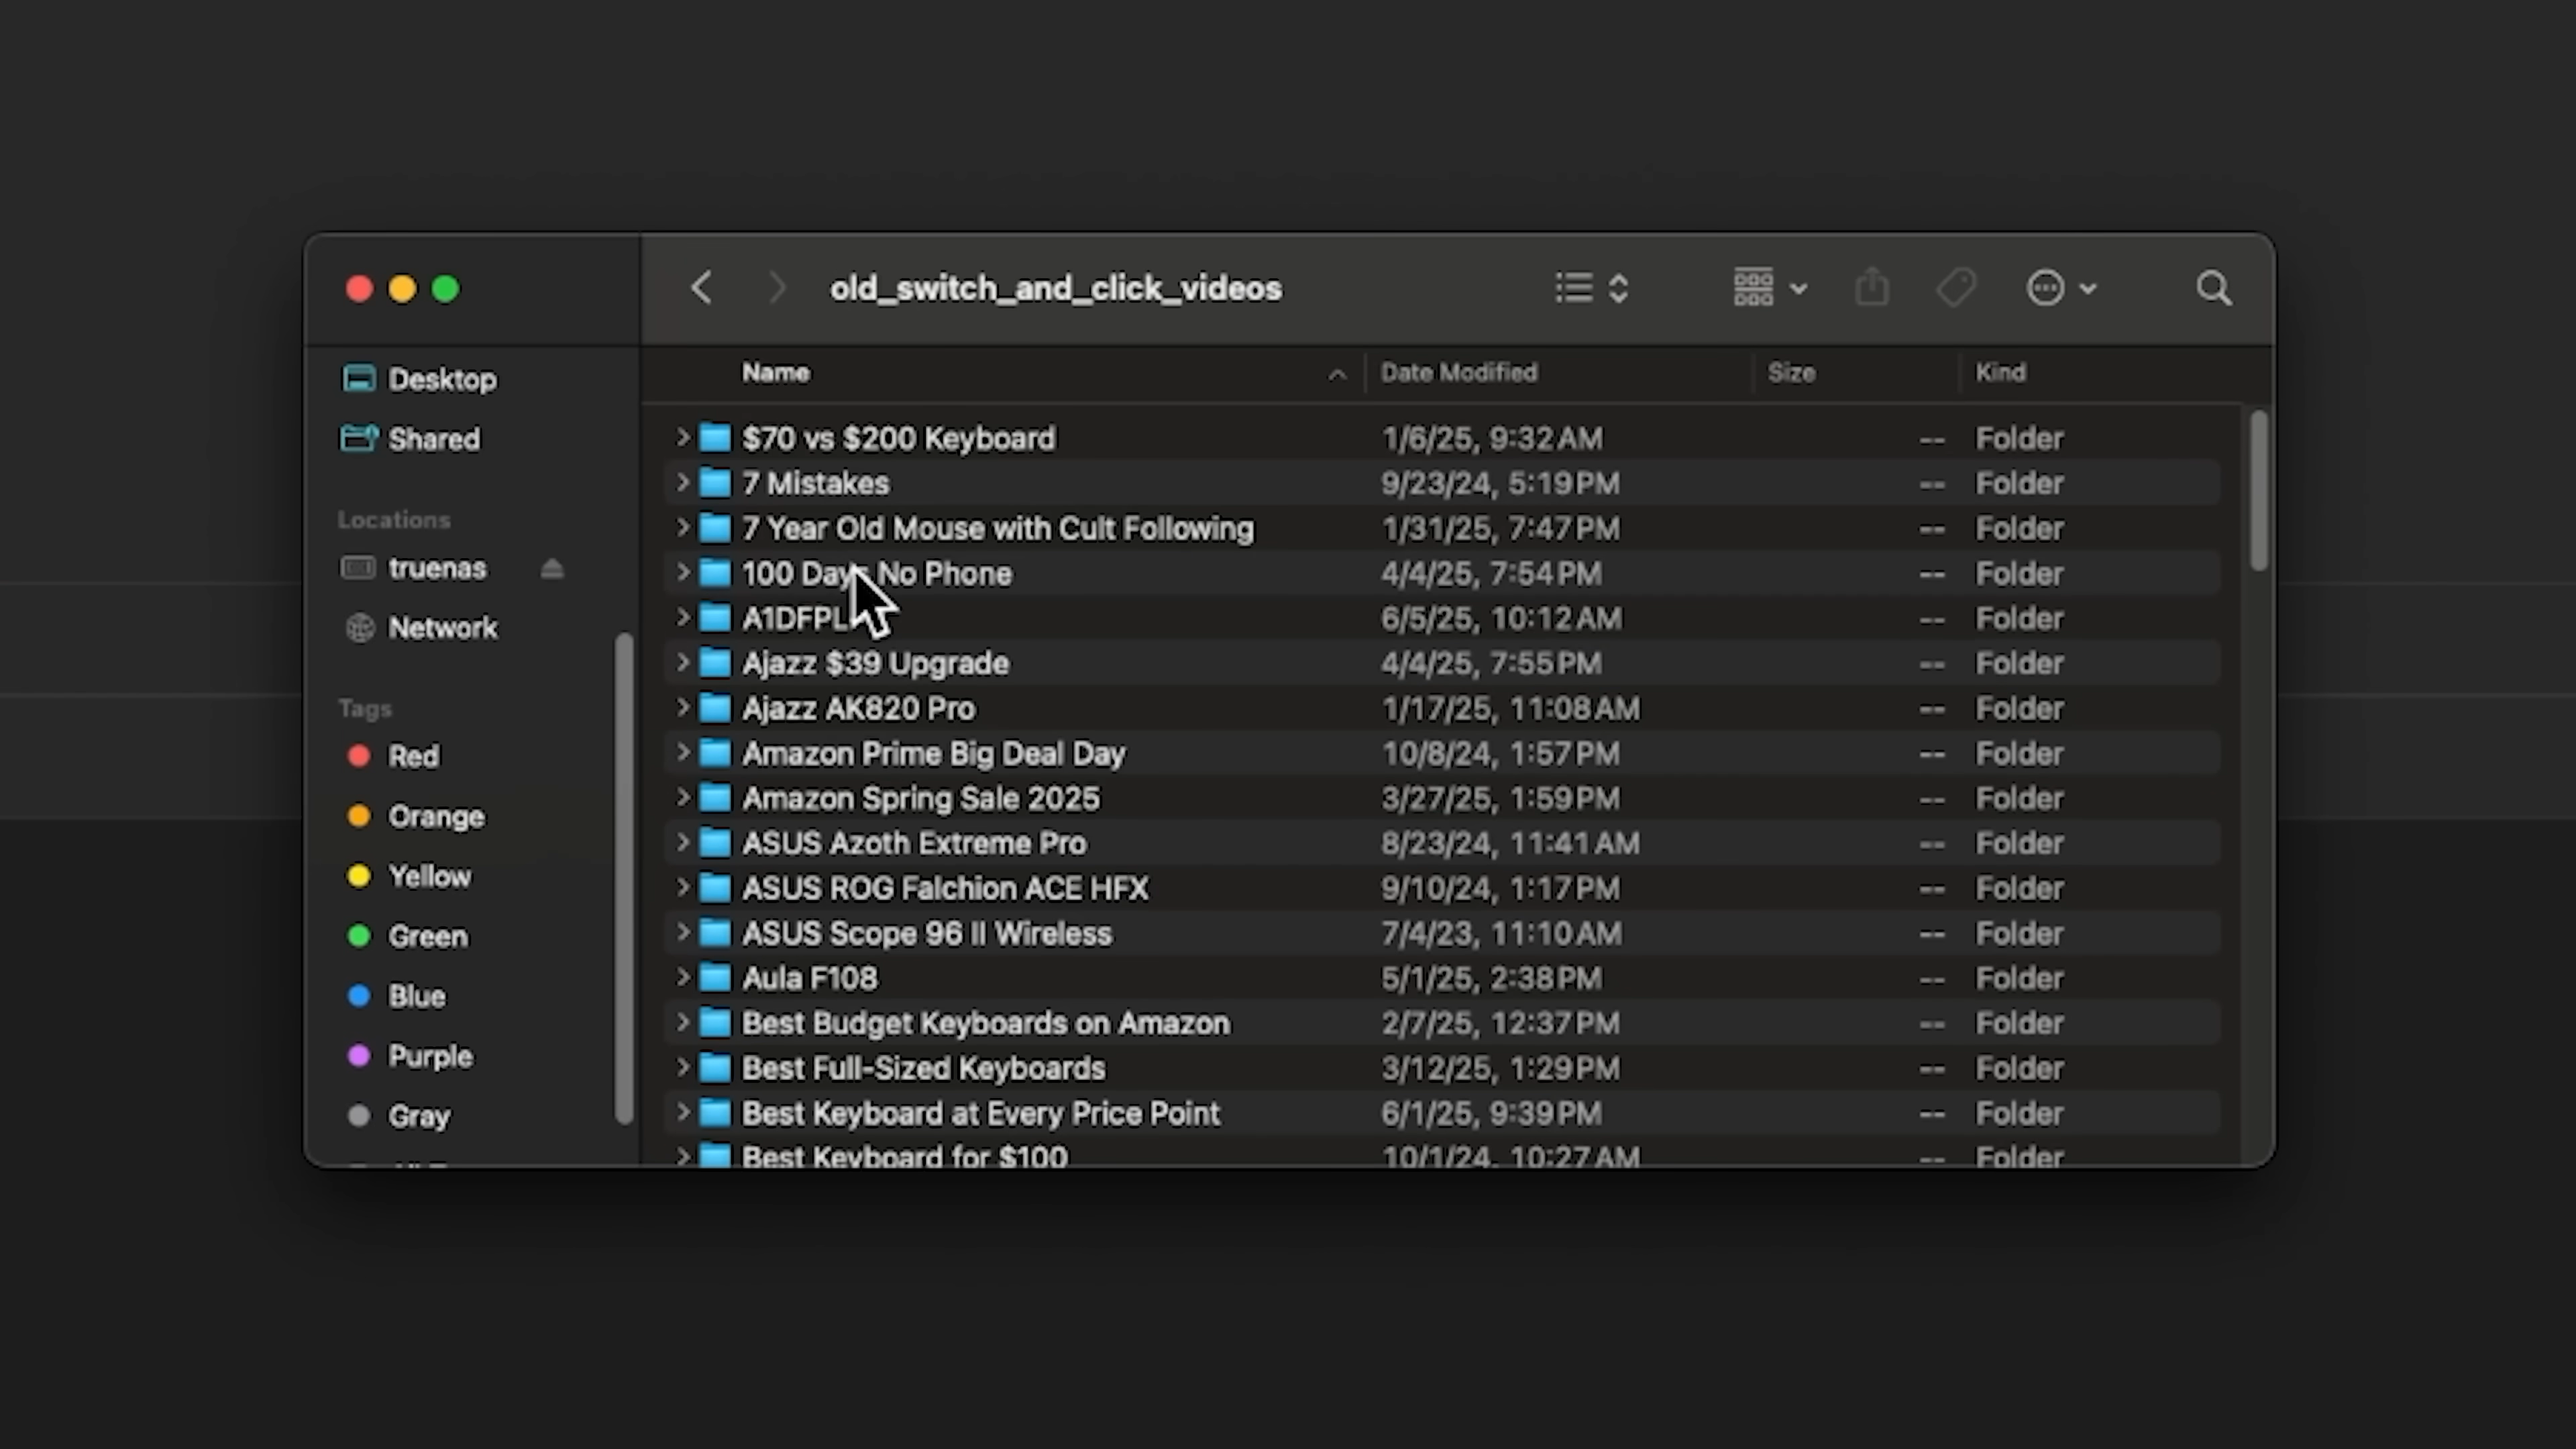 old_switch_and_click_videos
Desktop
Shared
Locations
truenas
Network
Tags
Red
Orange
Yellow
Green
Blue
Purple
Gray
Name Date Modified Size Kind
$70 vs $200 Keyboard 1/6/25, 9:32 AM -- Folder
7 Mistakes 9/23/24, 5:19 PM -- Folder
7 Year Old Mouse with Cult Following 1/31/25, 7:47 PM -- Folder
100 Days No Phone 4/4/25, 7:54 PM -- Folder
6/5/25, 10:12 AM -- Folder
Ajazz $39 Upgrade 4/4/25, 7:55 PM -- Folder
Ajazz AK820 Pro 1/17/25, 11:08 AM -- Folder
Amazon Prime Big Deal Day 10/8/24, 1:57 PM -- Folder
Amazon Spring Sale 2025 3/27/25, 1:59 PM -- Folder
ASUS Azoth Extreme Pro 8/23/24, 11:41 AM -- Folder
ASUS ROG Falchion ACE HFX 9/10/24, 1:17 PM -- Folder
ASUS Scope 96 II Wireless 7/4/23, 11:10 AM -- Folder
Aula F108 5/1/25, 2:38 PM -- Folder
Best Budget Keyboards on Amazon 2/7/25, 12:37 PM -- Folder
Best Full-Sized Keyboards 3/12/25, 1:29 PM -- Folder
Best Keyboard at Every Price Point 6/1/25, 9:39 PM -- Folder
Best Keyboard for $100 10/1/24, 10:27 AM -- Folder